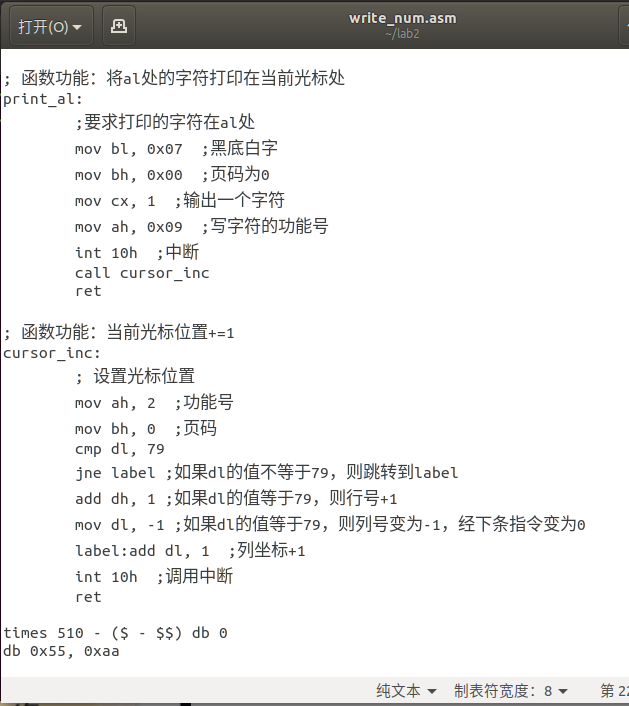 打开(O)
write_num.asm
~/lab2
; 函数功能：将al处的字符打印在当前光标处
print_al:
;要求打印的字符在al处
mov bl, 0x07 ;黑底白字
mov bh, 0x00 ;页码为0
mov cx, 1 ;输出一个字符
mov ah, 0x09 ;写字符的功能号
int 10h ;中断
call cursor_inc
ret
; 函数功能：当前光标位置+=1
cursor_inc:
; 设置光标位置
mov ah, 2 ;功能号
mov bh, 0 ;页码
cmp dl, 79
jne label ;如果dl的值不等于79，则跳转到label
add dh, 1 ;如果dl的值等于79，则行号+1
mov dl, -1 ;如果dl的值等于79，则列号变为-1，经下条指令变为0
label:add dl, 1 ;列坐标+1
int 10h ;调用中断
ret
times 510 - ($ - $$) db 0
db 0x55, 0xaa
纯文本 制表符宽度：8 第 22